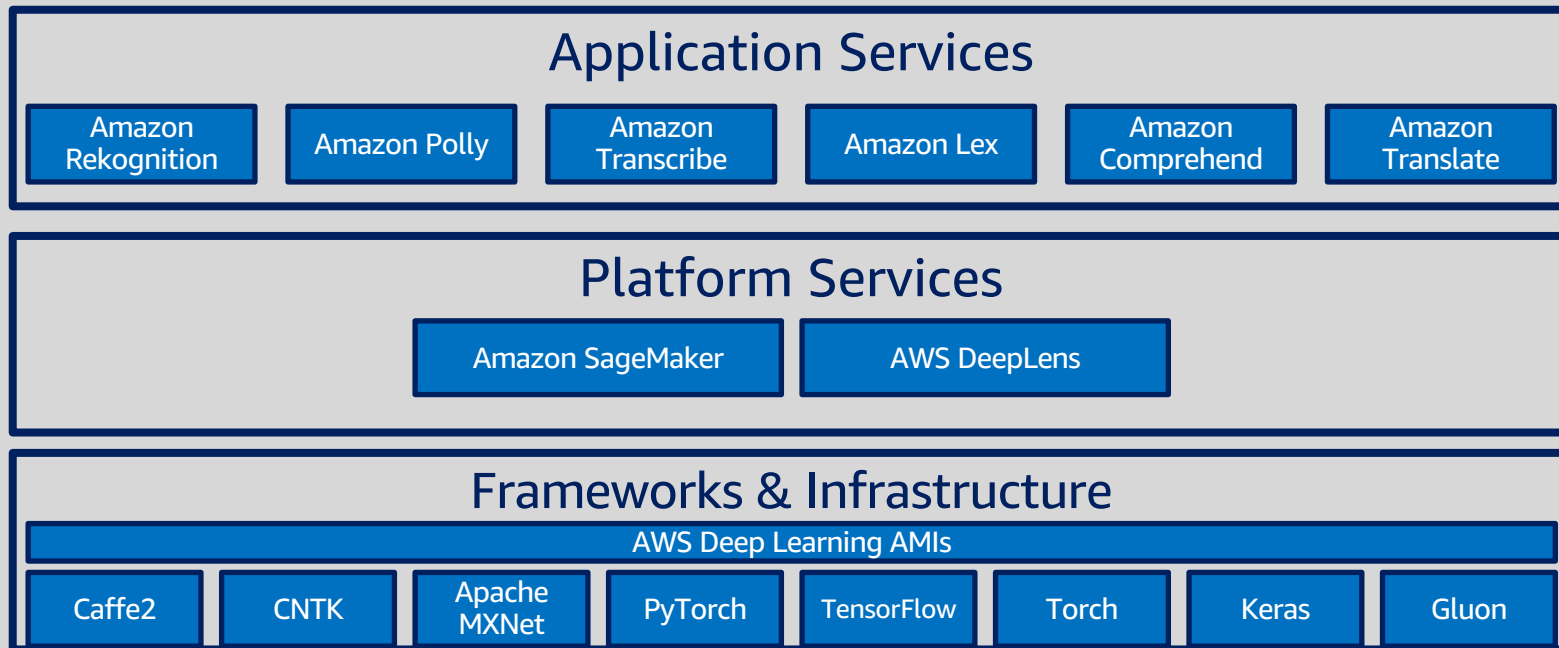 Application Services
Amazon
Rekognition
Amazon Polly
Amazon
Transcribe
Amazon Lex
Amazon
Comprehend
Amazon
Translate
Platform Services
Amazon SageMaker
AWS DeepLens
Frameworks & Infrastructure
AWS Deep Learning AMIs
Caffe2
CNTK
Apache
MXNet
PyTorch
TensorFlow
Torch
Keras
Gluon